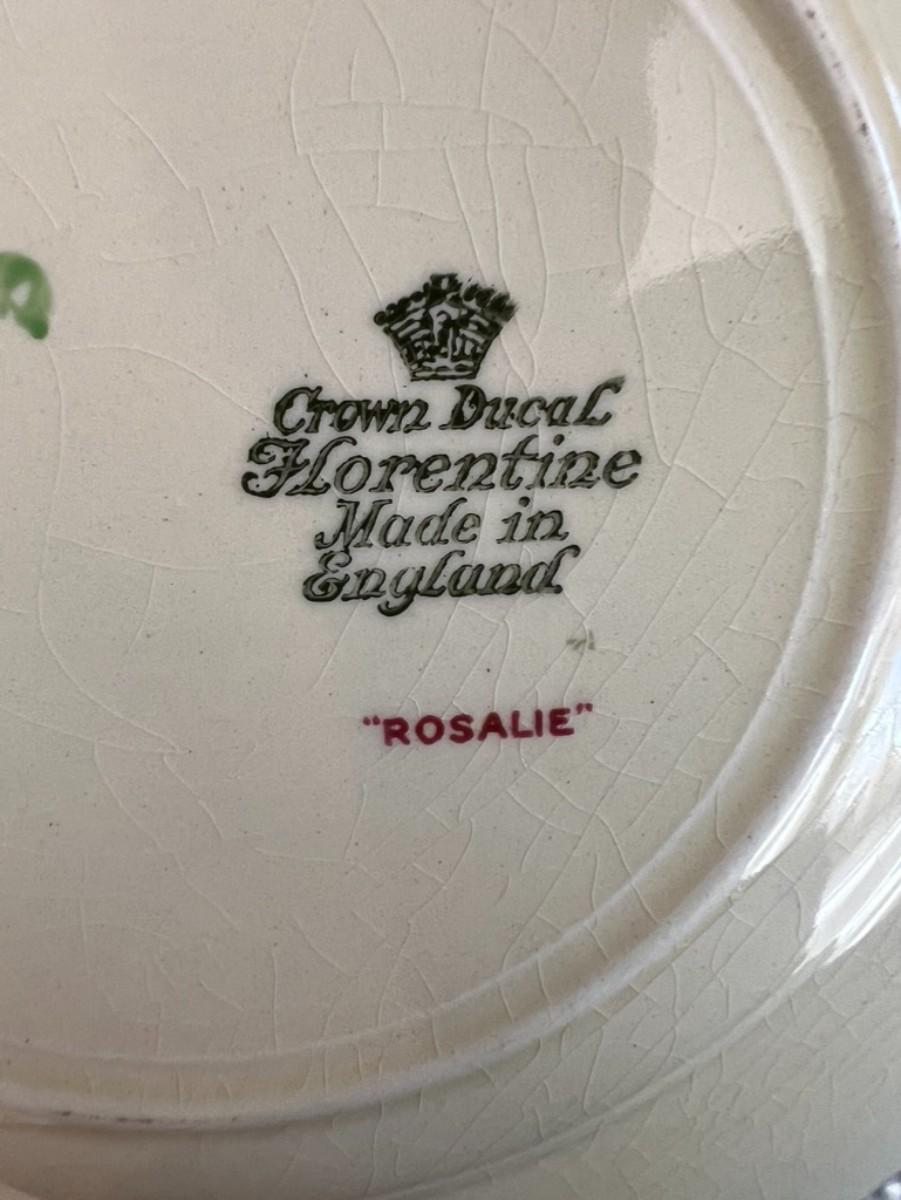 Crown Ducal
Florentine
Made in
England
"ROSALIE"